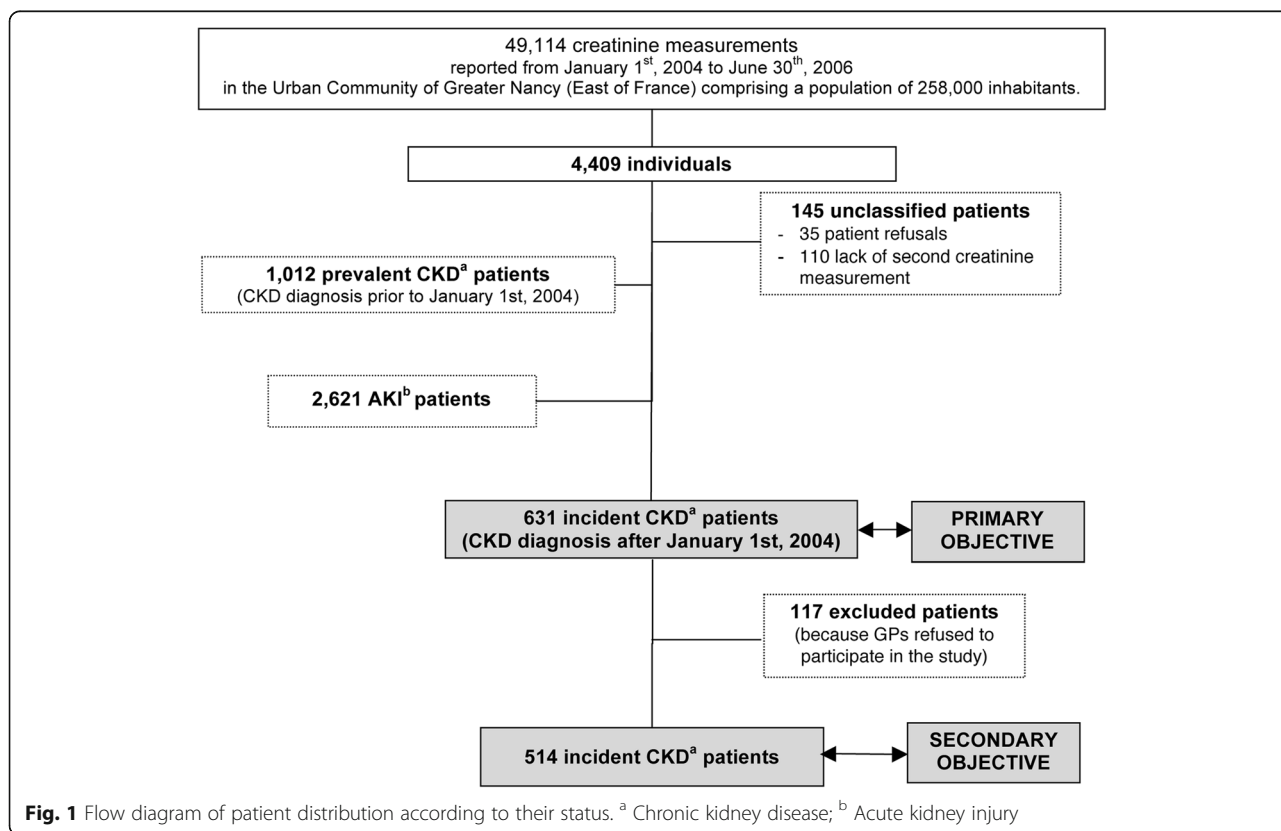 49,114 creatinine measurements
reported from January 1st, 2004 to June 30th, 2006
in the Urban Community of Greater Nancy (East of France) comprising a population of 258,000 inhabitants.
4,409 individuals
145 unclassified patients
- 35 patient refusals
- 110 lack of second creatinine
measurement
1,012 prevalent CKDa patients
(CKD diagnosis prior to January 1st, 2004)
2,621 AKIb patients
631 incident CKDa patients
(CKD diagnosis after January 1st, 2004)
PRIMARY
OBJECTIVE
117 excluded patients
(because GPs refused to
participate in the study)
514 incident CKDa patients
SECONDARY
OBJECTIVE
Fig. 1 Flow diagram of patient distribution according to their status. a Chronic kidney disease; b Acute kidney injury